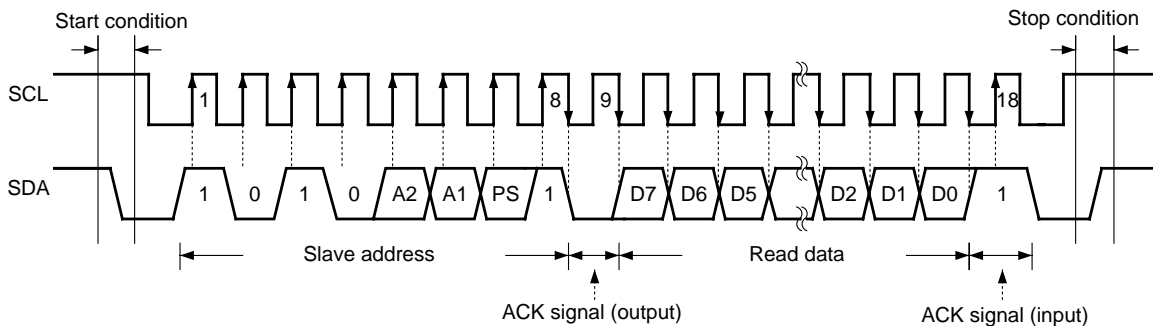 Start condition
Stop condition
SCL
1
8
9
18
SDA
1
0
1
0
A2
A1
PS
1
D7
D6
D5
D2
D1
D0
1
Slave address
Read data
ACK signal (output)
ACK signal (input)